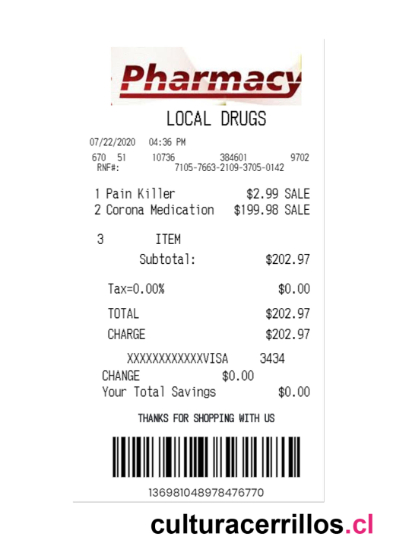 Pharmacy
LOCAL DRUGS
07/22/2020 04:36 PM
670 51 10736 384601 9702
RNF#: 7105-7663-2109-3705-0142
1 Pain Killer $2.99 SALE
2 Corona Medication $199.98 SALE
3 ITEM
Subtotal: $202.97
Tax=0.00% $0.00
TOTAL $202.97
CHARGE $202.97
XXXXXXXXXXXXVISA 3434
CHANGE $0.00
Your Total Savings $0.00
THANKS FOR SHOPPING WITH US
136981048978476770
culturacerrillos.cl